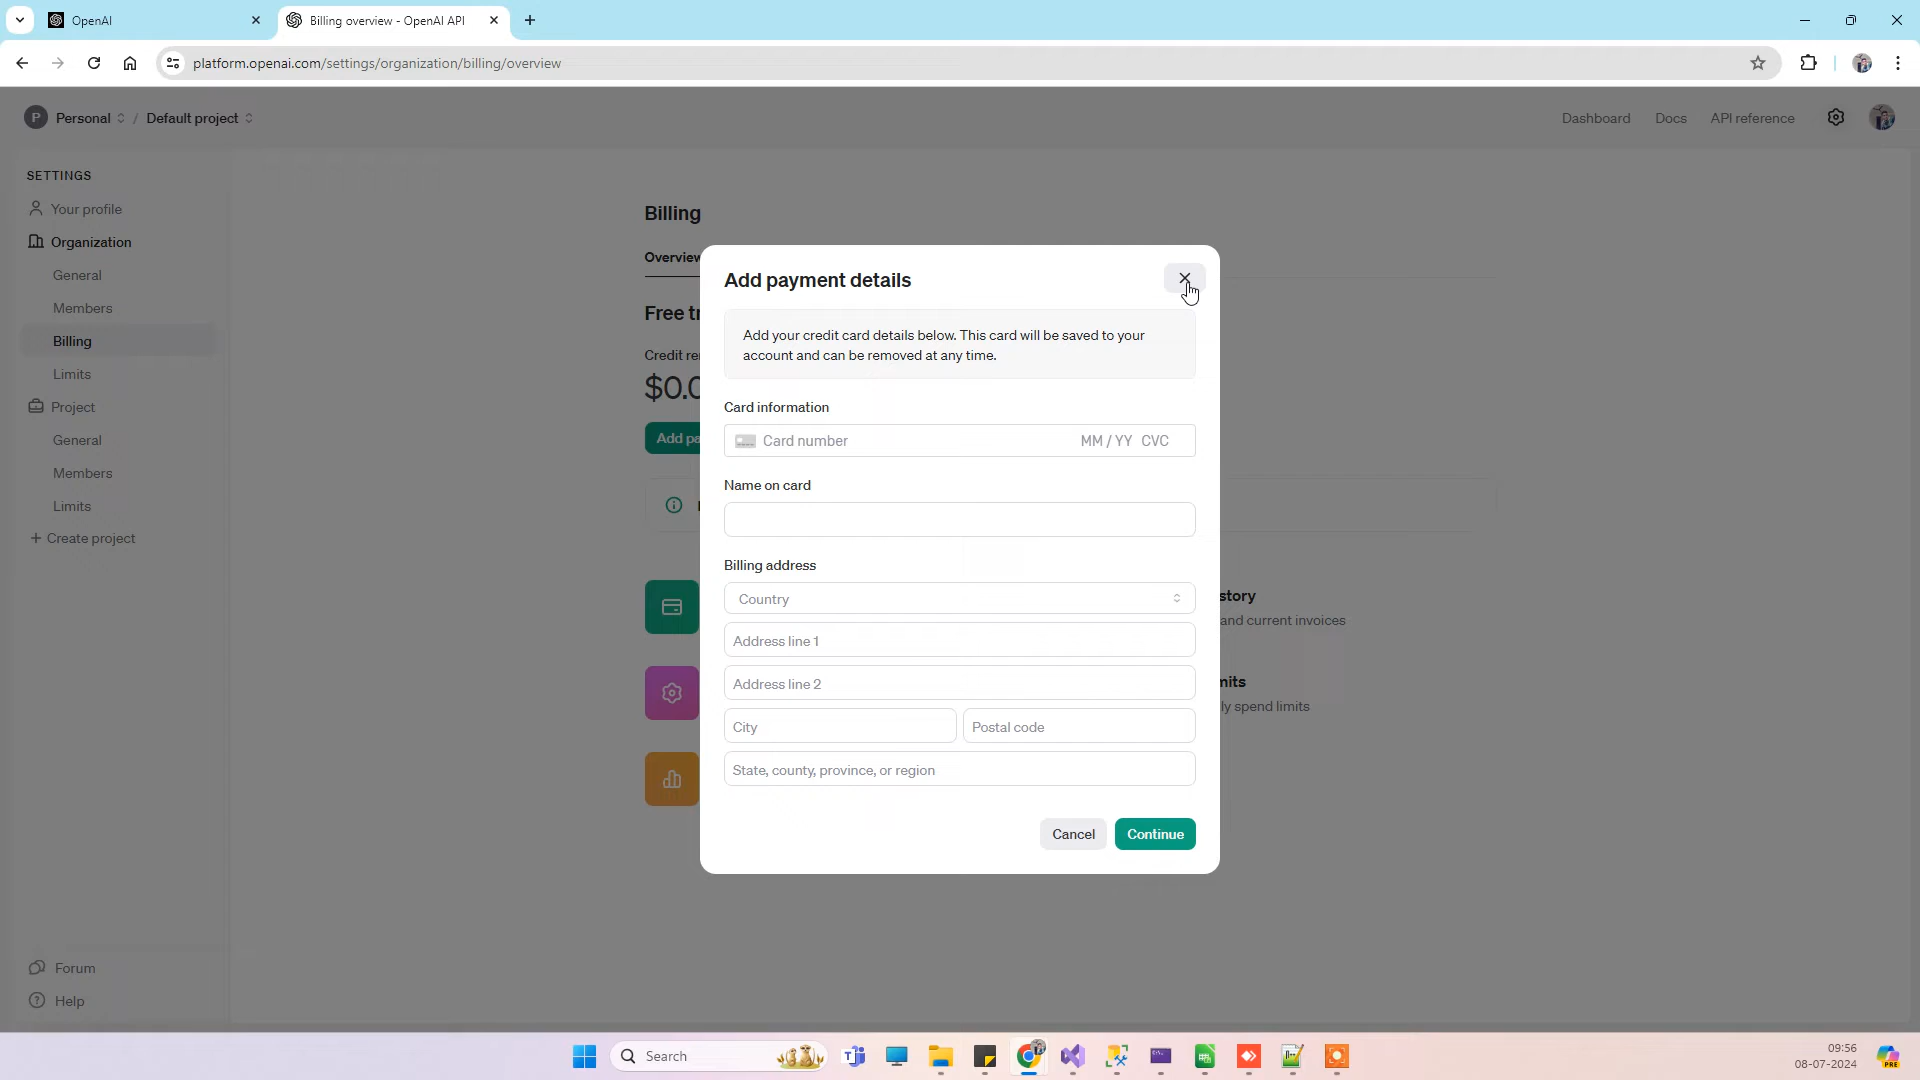 OpenAI
Billing overview - OpenAI API
platform.openai.com/settings/organization/billing/overview
P Personal / Default project
Dashboard Docs API reference
SETTINGS
Your profile
Organization
General
Members
Billing
Limits
Project
General
Members
Limits
+ Create project
Forum
Help
Billing
Overview
Free tr
Credit re
$0.0
Add pa
story
and current invoices
mits
ly spend limits
Add payment details
Add your credit card details below. This card will be saved to your
account and can be removed at any time.
Card information
Card number MM / YY CVC
Name on card
Billing address
Country
Address line 1
Address line 2
City Postal code
State, county, province, or region
Cancel Continue
Search
09:56
08-07-2024
PRE